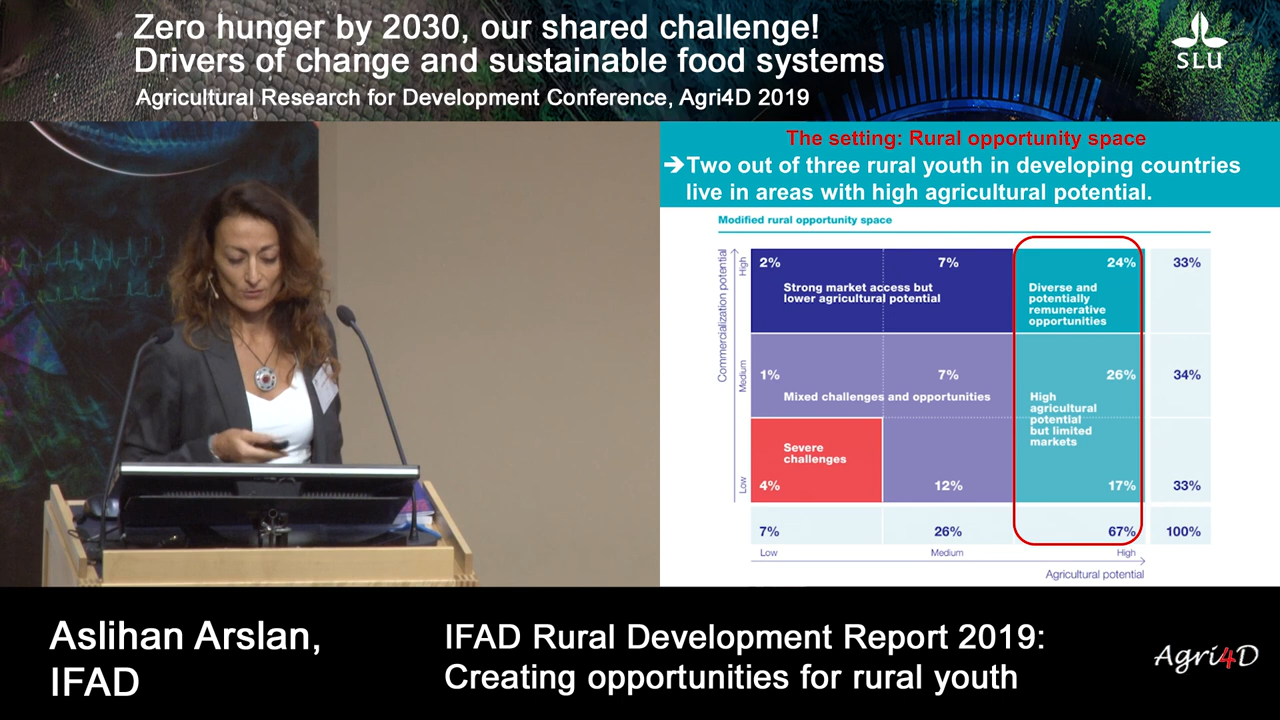 Zero hunger by 2030, our shared challenge!
Drivers of change and sustainable food systems
Agricultural Research for Development Conference, Agri4D 2019
SLU
The setting: Rural opportunity space
➔Two out of three rural youth in developing countries
live in areas with high agricultural potential.
Modified rural opportunity space
Commercialization potential
High
2%
7%
24%
33%
Strong market access but
lower agricultural potential
Diverse and
potentially
remunerative
opportunities
Medium
1%
7%
26%
34%
Mixed challenges and opportunities
High
agricultural
potential
but limited
markets
Severe
challenges
Low
4%
12%
17%
33%
7%
26%
67%
100%
Low
Medium
High
Agricultural potential
Aslihan Arslan,
IFAD
IFAD Rural Development Report 2019:
Creating opportunities for rural youth
Agri4D